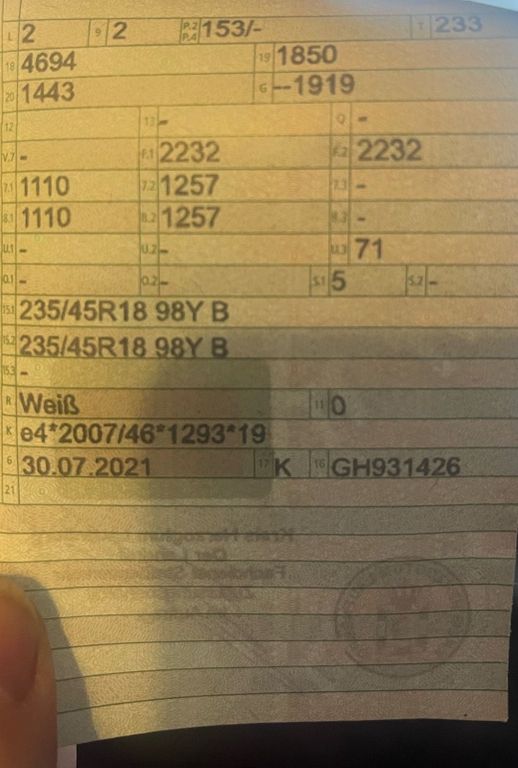 L 2 9 2 P.2 P.4 153/- T 233
18 4694 19 1850
20 1443 G --1919
12 13 - Q -
V.7 - F.1 2232 F.2 2232
7.1 1110 7.2 1257 7.3 -
8.1 1110 8.2 1257 8.3 -
U.1 - U.2 - U.3 71
O.1 - O.2 - S.1 5 S.2 -
15.1 235/45R18 98Y B
15.2 235/45R18 98Y B
15.3 -
R Weiß 11 0
K e4*2007/46*1293*19
6 30.07.2021 17 K 16 GH931426
21